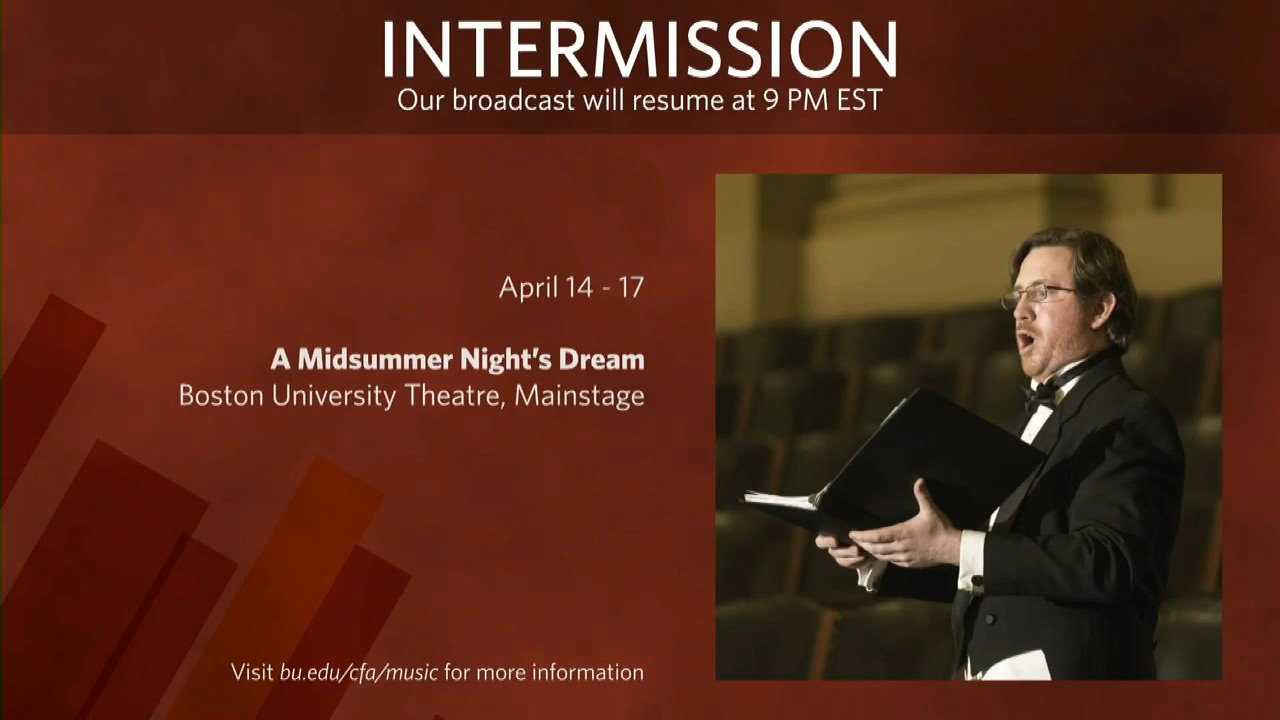 INTERMISSION
Our broadcast will resume at 9 PM EST
April 14 - 17
A Midsummer Night's Dream
Boston University Theatre, Mainstage
Visit bu.edu/cfa/music for more information